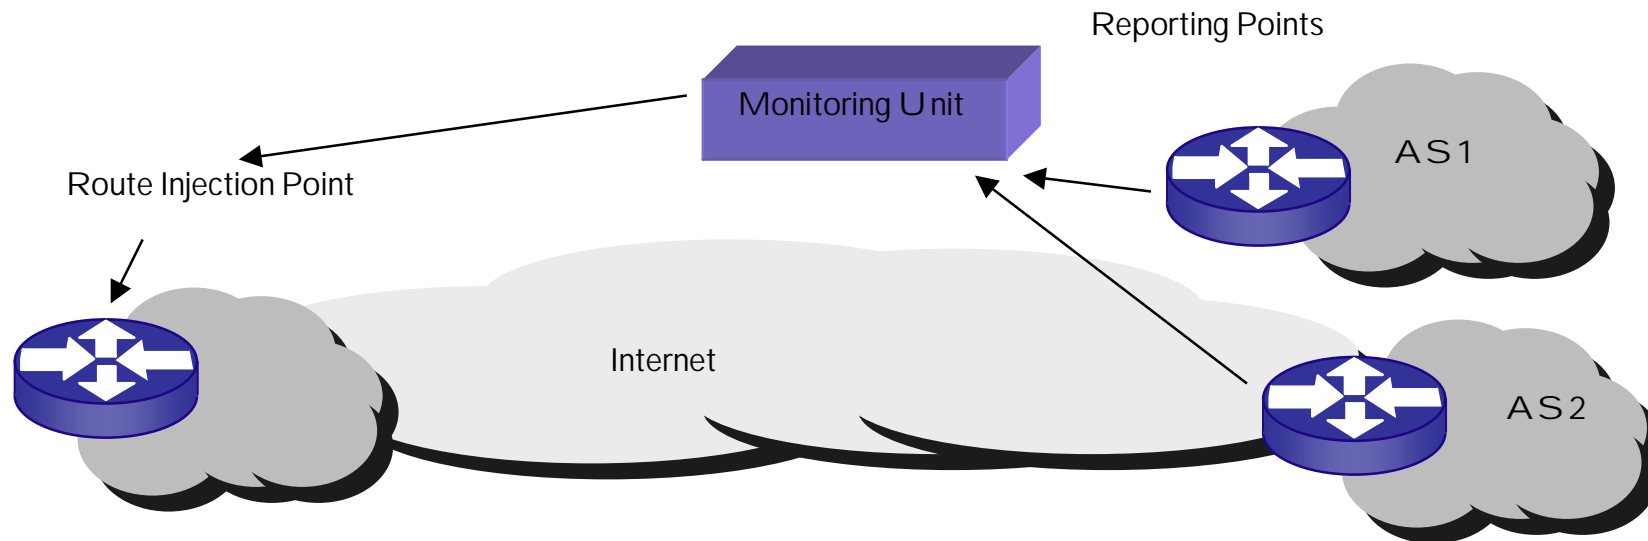 Reporting Points
Monitoring Unit
AS1
Route Injection Point
Internet
AS2